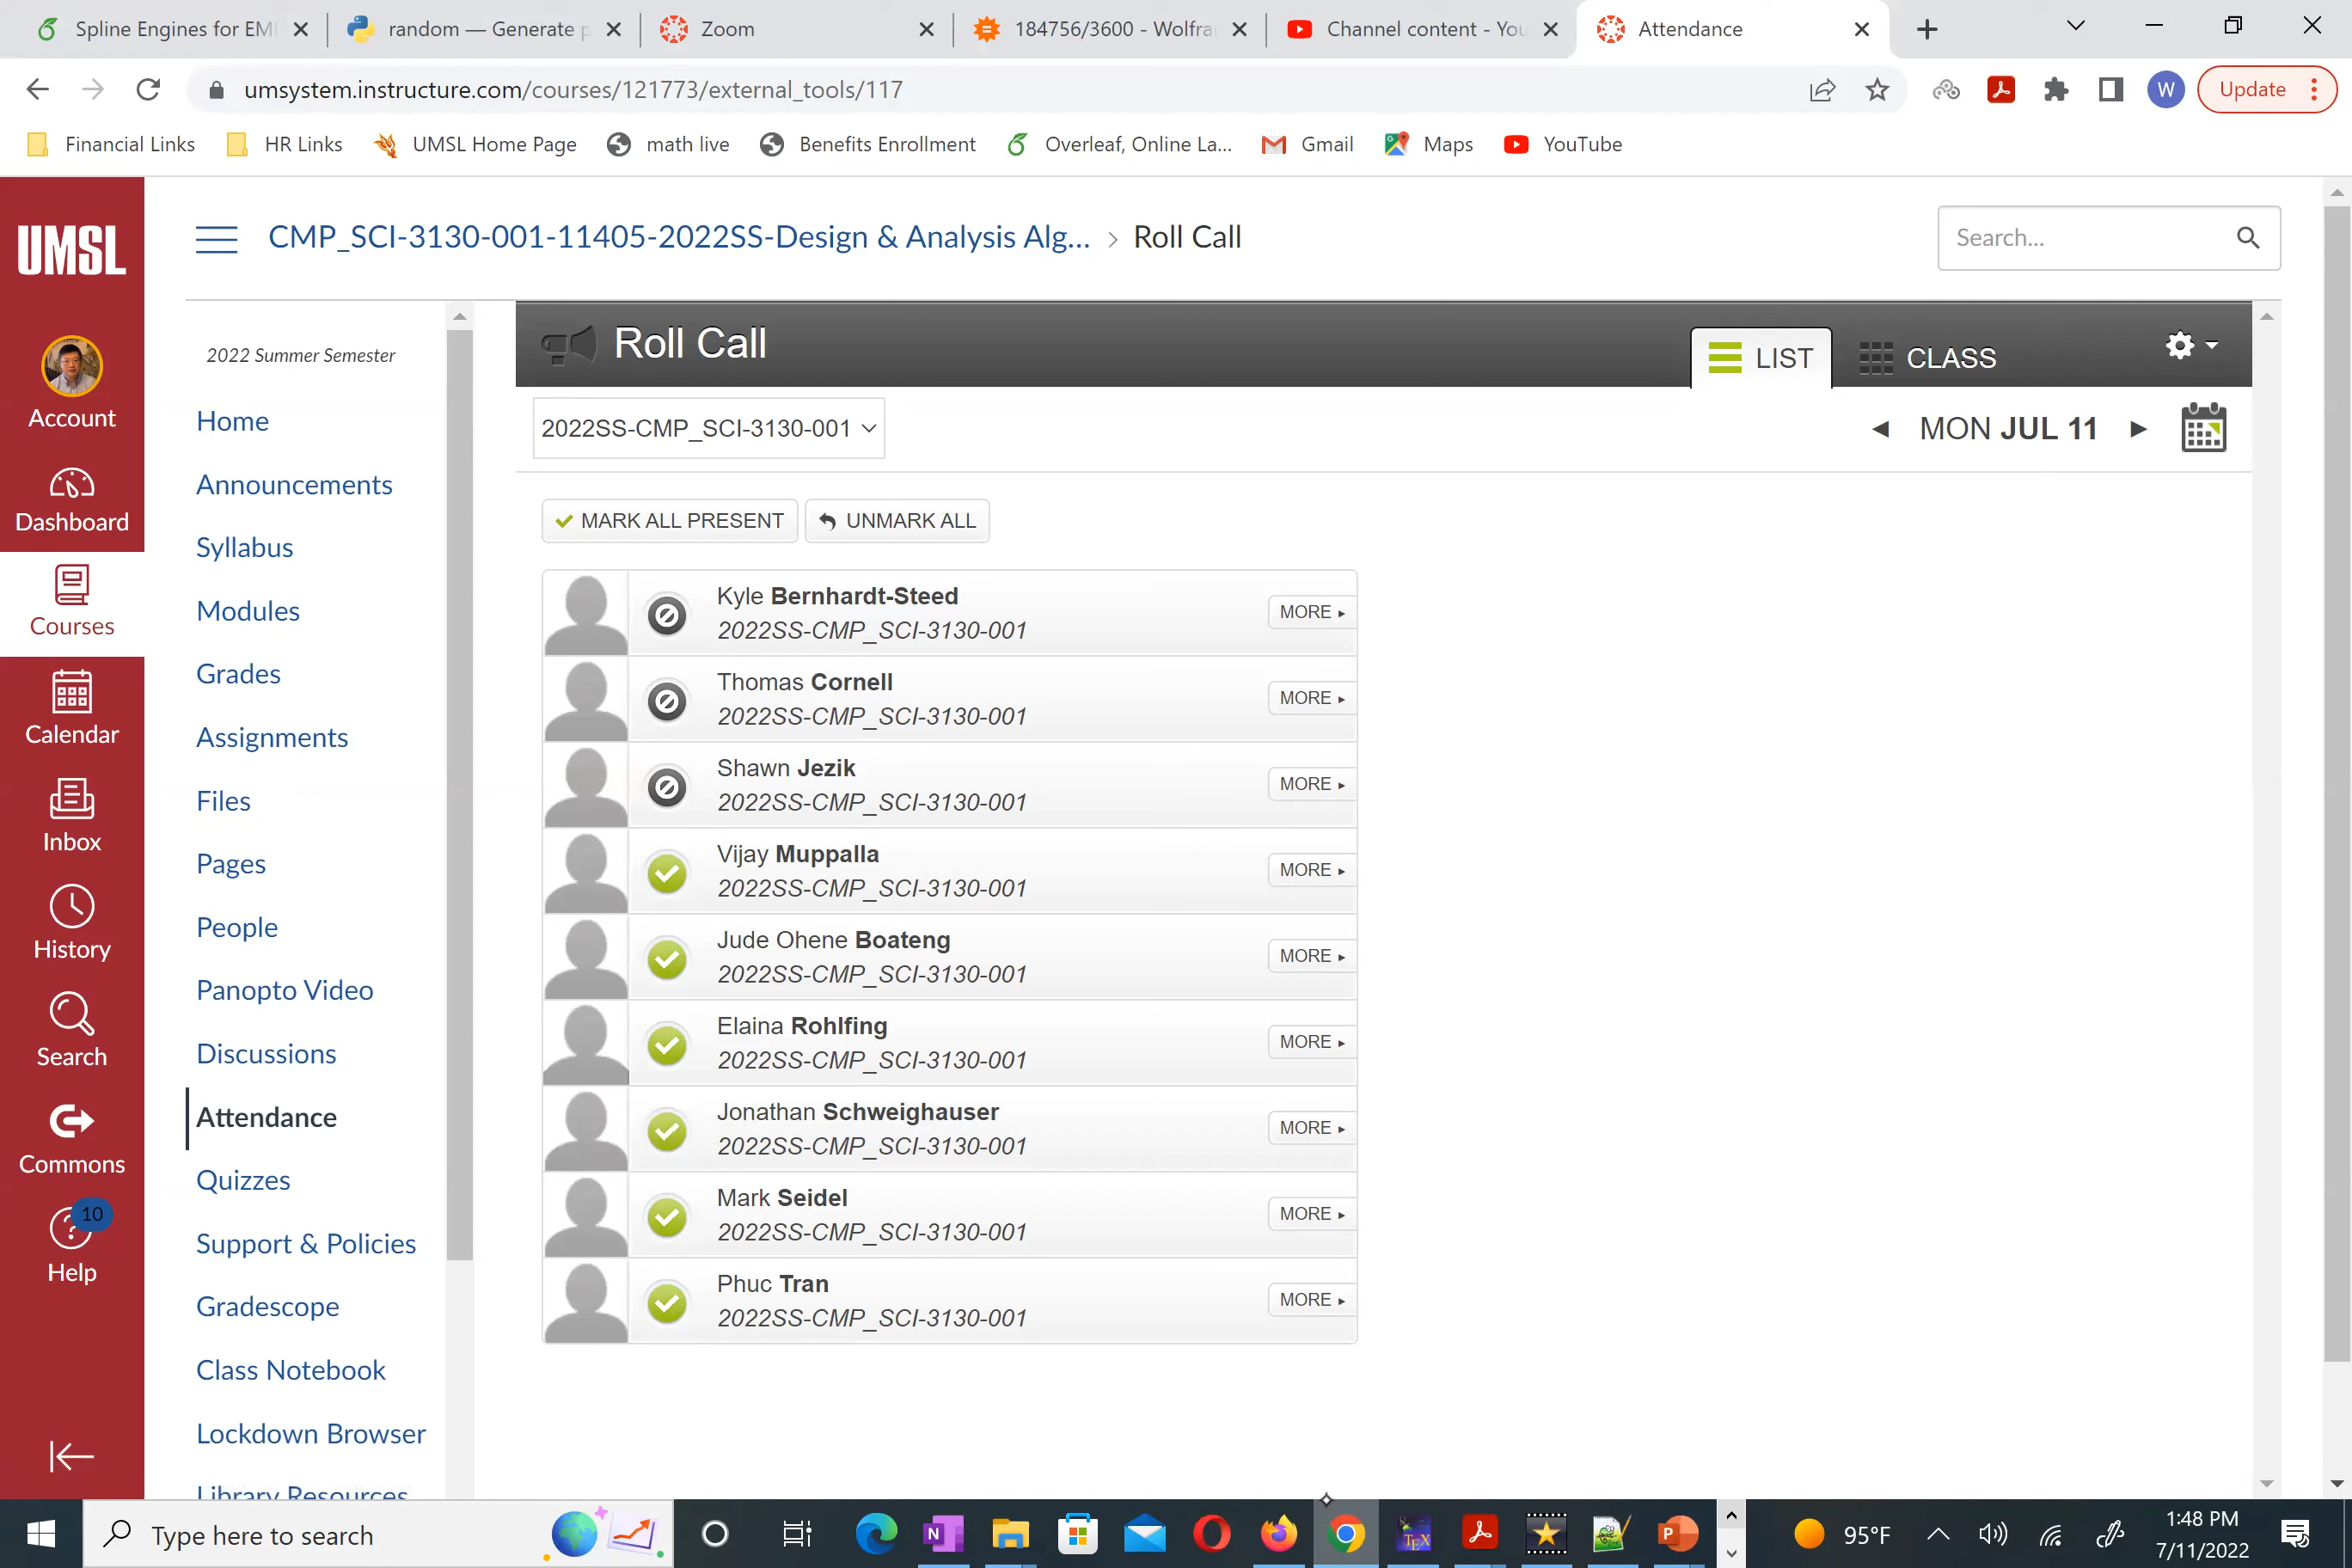 Spline Engines for EM
random — Generate p
Zoom
184756/3600 - Wolfra
Channel content - You
Attendance
umsystem.instructure.com/courses/121773/external_tools/117
W
Update
Financial Links
HR Links
UMSL Home Page
math live
Benefits Enrollment
Overleaf, Online La...
Gmail
Maps
YouTube
UMSL
CMP_SCI-3130-001-11405-2022SS-Design & Analysis Alg... > Roll Call
Search...
Account
Dashboard
Courses
Calendar
Inbox
History
Search
Commons
10
Help
2022 Summer Semester
Home
Announcements
Syllabus
Modules
Grades
Assignments
Files
Pages
People
Panopto Video
Discussions
Attendance
Quizzes
Support & Policies
Gradescope
Class Notebook
Lockdown Browser
Library Resources
Roll Call
LIST
CLASS
2022SS-CMP_SCI-3130-001
MON JUL 11
MARK ALL PRESENT
UNMARK ALL
Kyle Bernhardt-Steed
2022SS-CMP_SCI-3130-001
MORE
Thomas Cornell
2022SS-CMP_SCI-3130-001
MORE
Shawn Jezik
2022SS-CMP_SCI-3130-001
MORE
Vijay Muppalla
2022SS-CMP_SCI-3130-001
MORE
Jude Ohene Boateng
2022SS-CMP_SCI-3130-001
MORE
Elaina Rohlfing
2022SS-CMP_SCI-3130-001
MORE
Jonathan Schweighauser
2022SS-CMP_SCI-3130-001
MORE
Mark Seidel
2022SS-CMP_SCI-3130-001
MORE
Phuc Tran
2022SS-CMP_SCI-3130-001
MORE
Type here to search
N
TEX
P
95°F
1:48 PM
7/11/2022